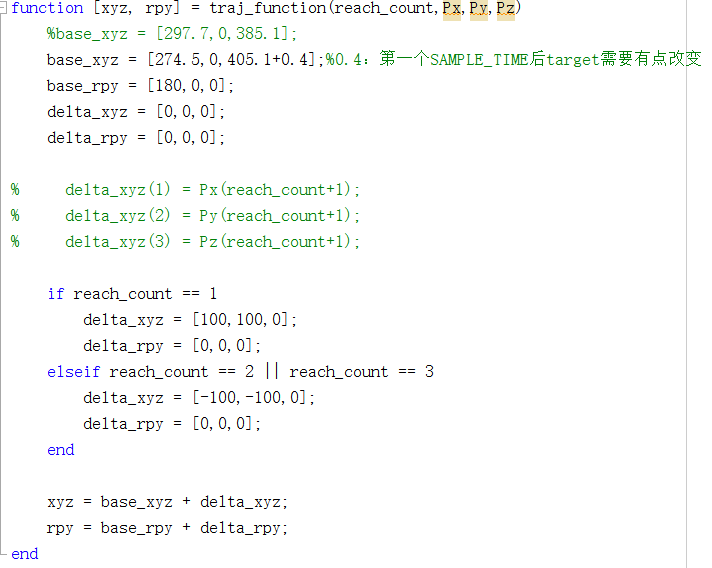 function [xyz, rpy] = traj_function(reach_count,Px,Py,Pz)
    %base_xyz = [297.7,0,385.1];
    base_xyz = [274.5,0,405.1+0.4];%0.4：第一个SAMPLE_TIME后target需要有点改变
    base_rpy = [180,0,0];
    delta_xyz = [0,0,0];
    delta_rpy = [0,0,0];
%     delta_xyz(1) = Px(reach_count+1);
%     delta_xyz(2) = Py(reach_count+1);
%     delta_xyz(3) = Pz(reach_count+1);
    if reach_count == 1
        delta_xyz = [100,100,0];
        delta_rpy = [0,0,0];
    elseif reach_count == 2 || reach_count == 3
        delta_xyz = [-100,-100,0];
        delta_rpy = [0,0,0];
    end
    xyz = base_xyz + delta_xyz;
    rpy = base_rpy + delta_rpy;
end